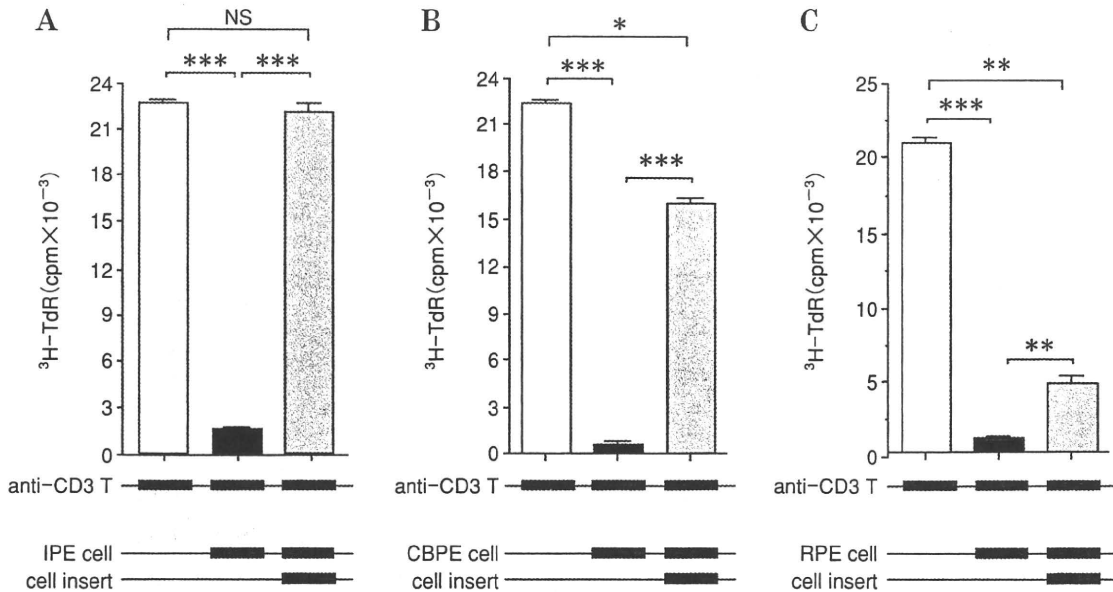 A
NS
***
***
24
21
18
15
12
9
6
3
0
³H-TdR(cpm×10⁻³)
anti-CD3 T
IPE cell
cell insert
B
*
***
***
24
21
18
15
12
9
6
3
0
³H-TdR(cpm×10⁻³)
anti-CD3 T
CBPE cell
cell insert
C
**
***
**
25
20
15
10
5
0
³H-TdR(cpm×10⁻³)
anti-CD3 T
RPE cell
cell insert